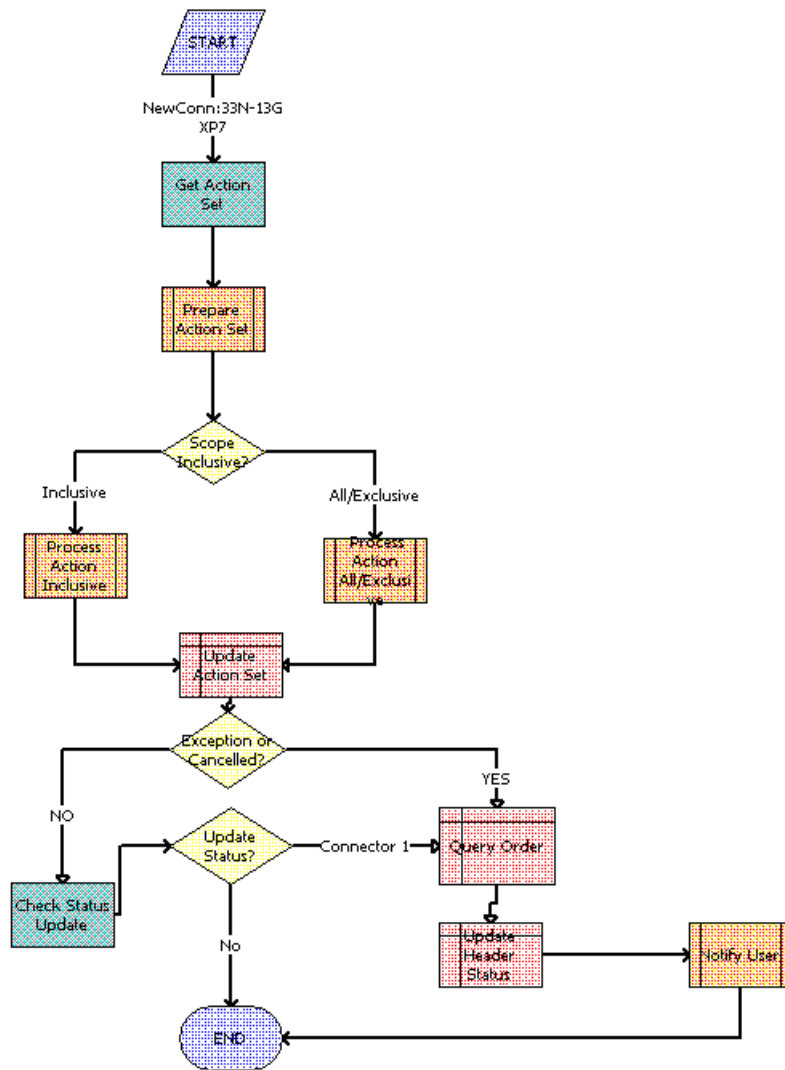 START
NewConn:33N-13G
XP7
Get Action
Set
Prepare
Action Set
Scope
Inclusive?
Inclusive
All/Exclusive
Process
Action
Inclusive
Process
Action
All/Exclusi
ve
Update
Action Set
Exception or
Cancelled?
YES
NO
Update
Status?
Connector 1
Query Order
Check Status
Update
Update
Header
Status
Notify User
No
END